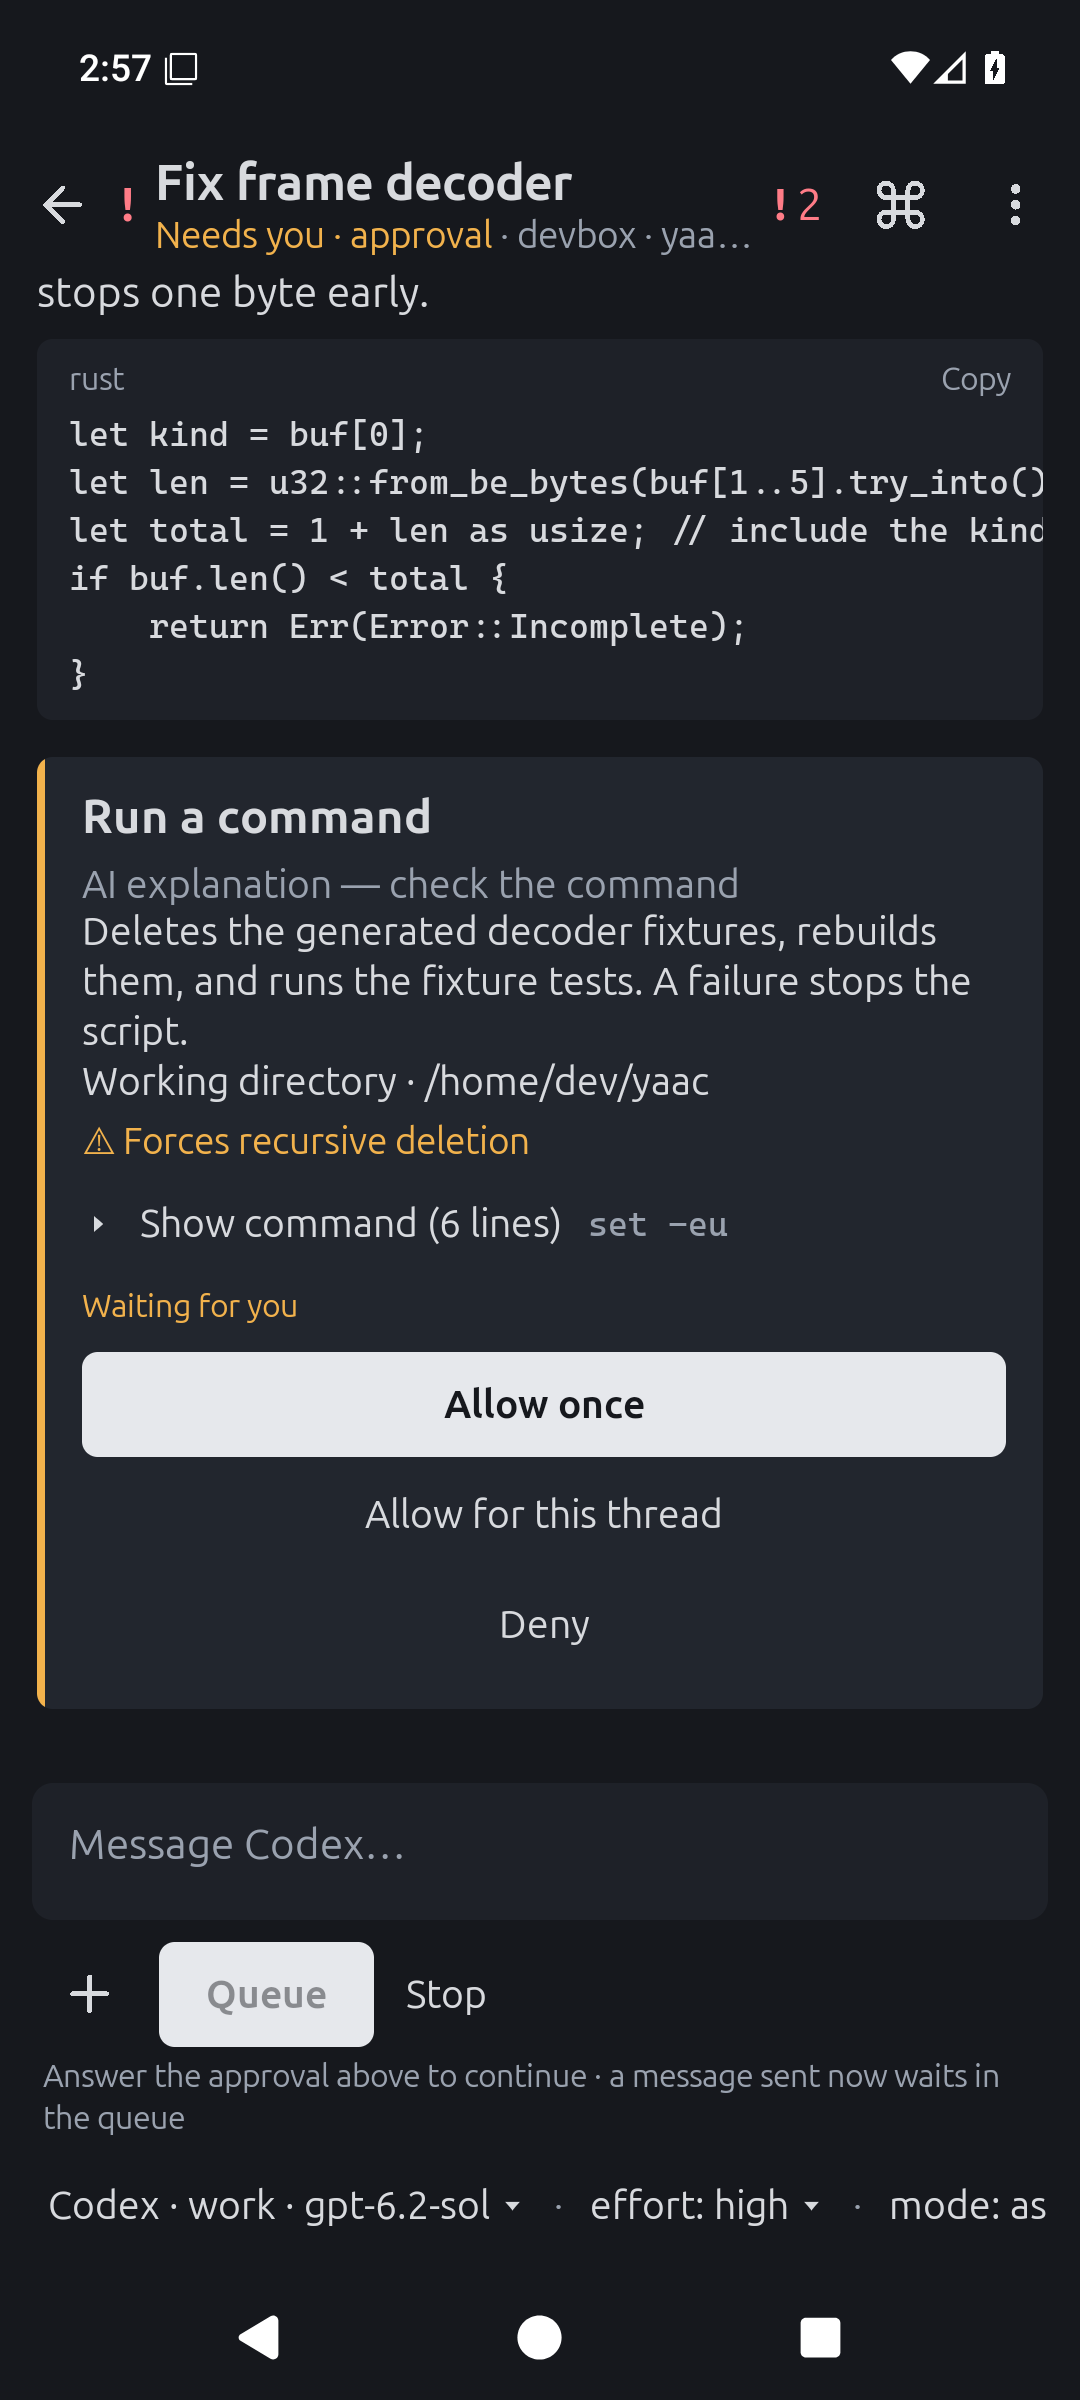 2:57
! Fix frame decoder
Needs you · approval · devbox · yaa…
! 2
stops one byte early.
rust
Copy
let kind = buf[0];
let len = u32::from_be_bytes(buf[1..5].try_into()
let total = 1 + len as usize; // include the kind
if buf.len() < total {
    return Err(Error::Incomplete);
}
Run a command
AI explanation — check the command
Deletes the generated decoder fixtures, rebuilds
them, and runs the fixture tests. A failure stops the
script.
Working directory · /home/dev/yaac
⚠ Forces recursive deletion
Show command (6 lines) set -eu
Waiting for you
Allow once
Allow for this thread
Deny
Message Codex…
Queue
Stop
Answer the approval above to continue · a message sent now waits in
the queue
Codex · work · gpt-6.2-sol · effort: high · mode: as